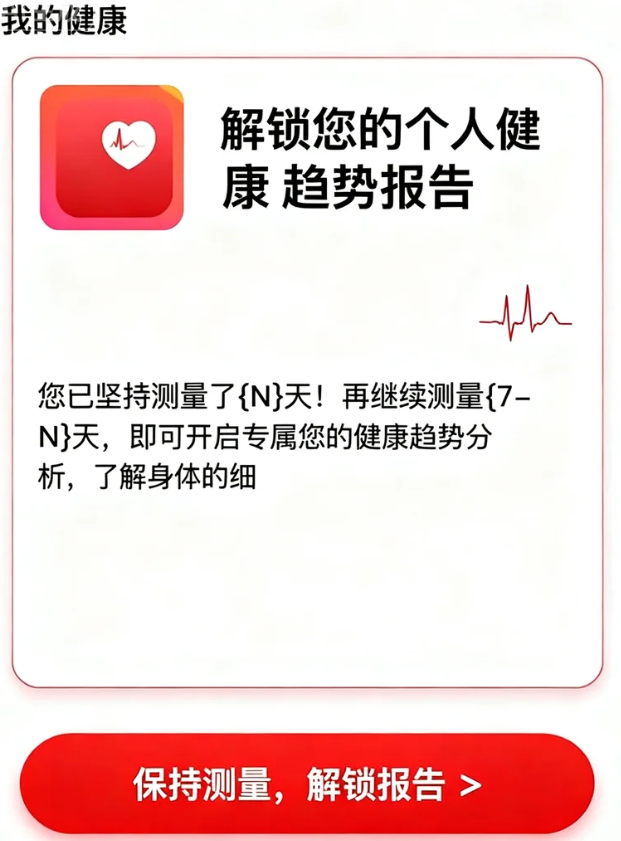 我的健康
解锁您的个人健
康 趋势报告
您已坚持测量了{N}天！再继续测量{7-
N}天，即可开启专属您的健康趋势分
析，了解身体的细
保持测量，解锁报告 >